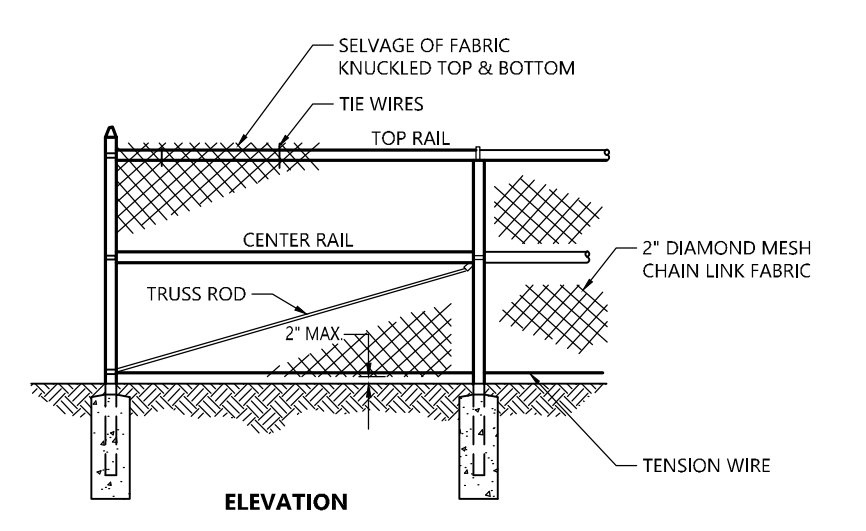 SELVAGE OF FABRIC
KNUCKLED TOP & BOTTOM
TIE WIRES
TOP RAIL
CENTER RAIL
2" DIAMOND MESH
CHAIN LINK FABRIC
TRUSS ROD
2" MAX.
TENSION WIRE
ELEVATION